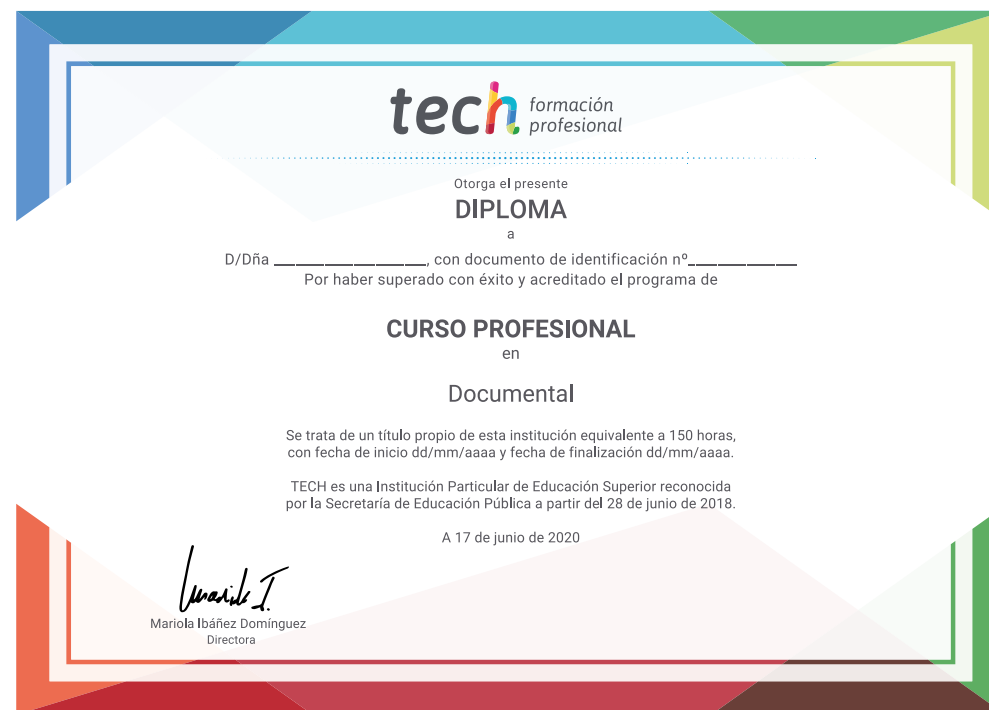 tech formación
profesional
Otorga el presente
DIPLOMA
a
D/Dña ______________, con documento de identificación nº__________
Por haber superado con éxito y acreditado el programa de
CURSO PROFESIONAL
en
Documental
Se trata de un título propio de esta institución equivalente a 150 horas,
con fecha de inicio dd/mm/aaaa y fecha de finalización dd/mm/aaaa.
TECH es una Institución Particular de Educación Superior reconocida
por la Secretaría de Educación Pública a partir del 28 de junio de 2018.
A 17 de junio de 2020
Mariola Ibáñez Domínguez
Directora